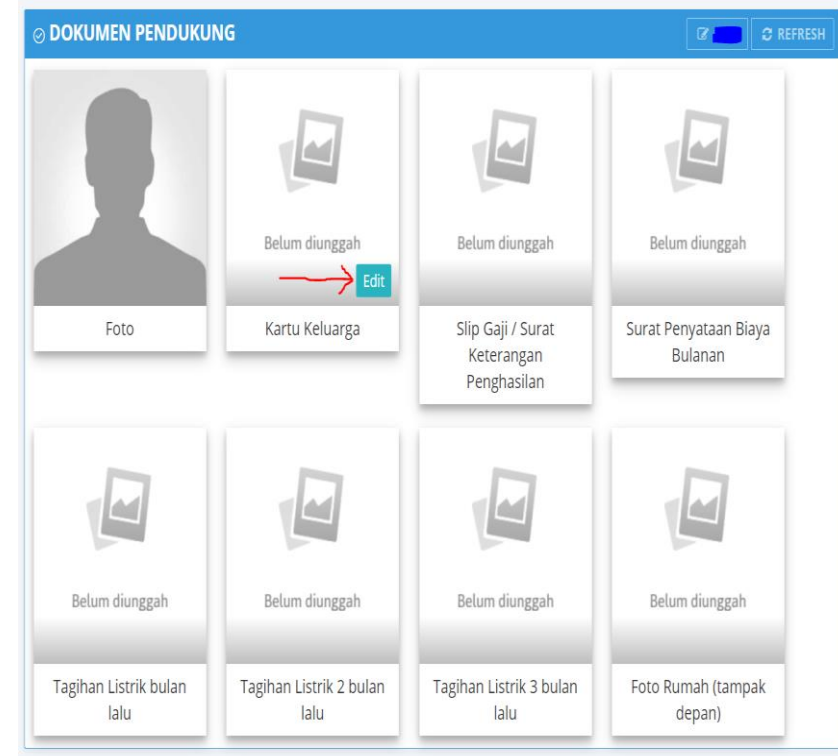 DOKUMEN PENDUKUNG
REFRESH
Belum diunggah
Belum diunggah
Belum diunggah
Edit
Foto
Kartu Keluarga
Slip Gaji / Surat
Keterangan
Penghasilan
Surat Penyataan Biaya
Bulanan
Belum diunggah
Belum diunggah
Belum diunggah
Belum diunggah
Tagihan Listrik bulan
lalu
Tagihan Listrik 2 bulan
lalu
Tagihan Listrik 3 bulan
lalu
Foto Rumah (tampak
depan)